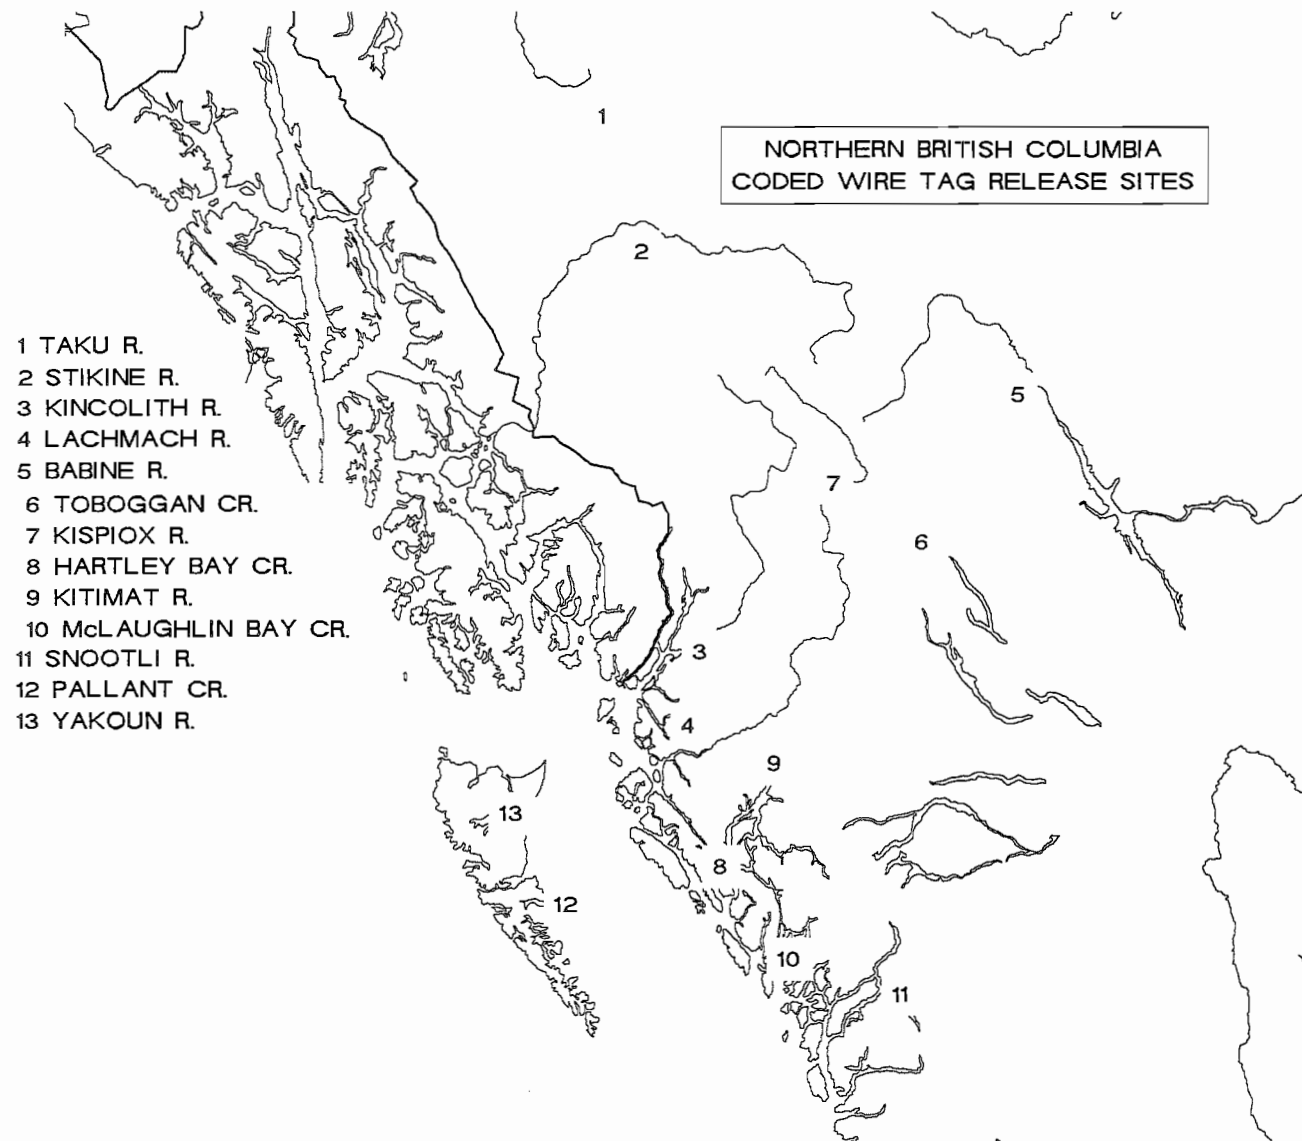 1
NORTHERN BRITISH COLUMBIA
CODED WIRE TAG RELEASE SITES
2
1 TAKU R.
2 STIKINE R.
3 KINCOLITH R.
4 LACHMACH R.
5 BABINE R.
6 TOBOGGAN CR.
7 KISPIOX R.
8 HARTLEY BAY CR.
9 KITIMAT R.
10 McLAUGHLIN BAY CR.
11 SNOOTLI R.
12 PALLANT CR.
13 YAKOUN R.
5
7
6
3
4
9
13
8
12
10
11